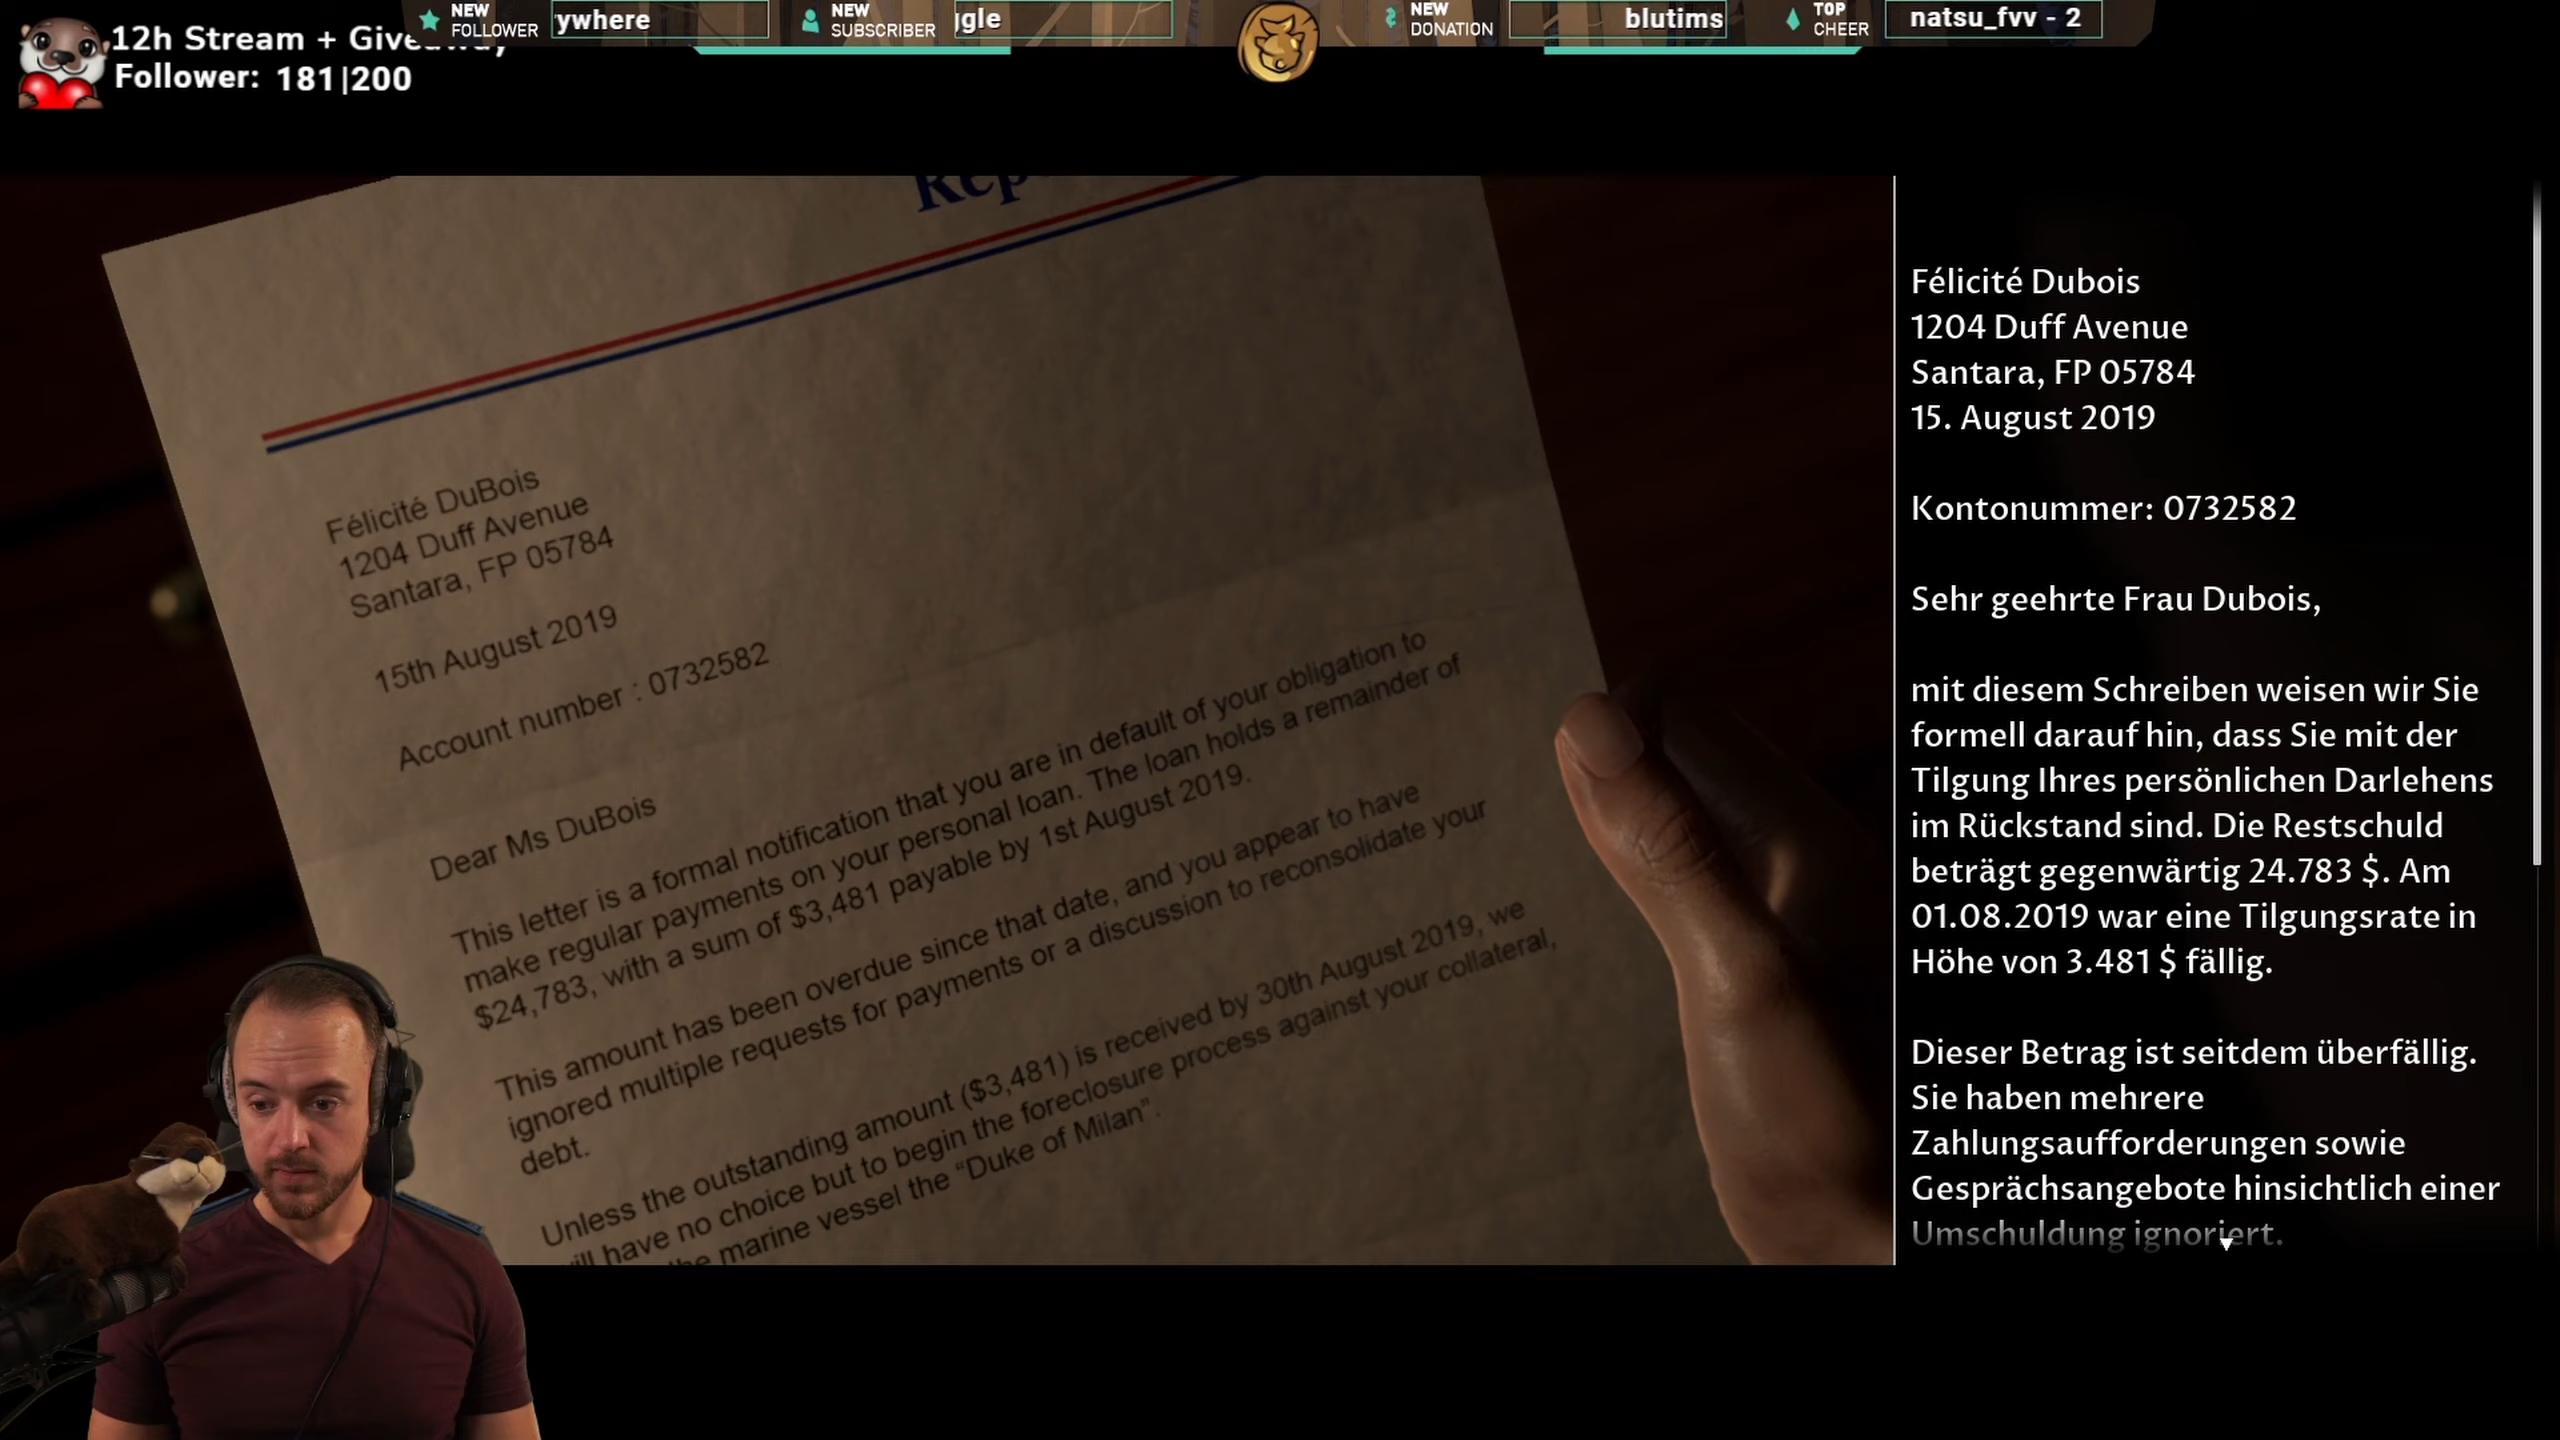 12h Stream + Giveaway
Follower: 181|200
NEW
FOLLOWER
ywhere
NEW
SUBSCRIBER
ggle
NEW
DONATION
blutims
TOP
CHEER
natsu_fvv - 2
Félicité DuBois
1204 Duff Avenue
Santara, FP 05784
15th August 2019
Account number : 0732582
Dear Ms DuBois
This letter is a formal notification that you are in default of your obligation to
make regular payments on your personal loan. The loan holds a remainder of
$24,783, with a sum of $3,481 payable by 1st August 2019.
This amount has been overdue since that date, and you appear to have
ignored multiple requests for payments or a discussion to reconsolidate your
debt.
Unless the outstanding amount ($3,481) is received by 30th August 2019, we
will have no choice but to begin the foreclosure process against your collateral,
the marine vessel the “Duke of Milan”.
Félicité Dubois
1204 Duff Avenue
Santara, FP 05784
15. August 2019
Kontonummer: 0732582
Sehr geehrte Frau Dubois,
mit diesem Schreiben weisen wir Sie
formell darauf hin, dass Sie mit der
Tilgung Ihres persönlichen Darlehens
im Rückstand sind. Die Restschuld
beträgt gegenwärtig 24.783 $. Am
01.08.2019 war eine Tilgungsrate in
Höhe von 3.481 $ fällig.
Dieser Betrag ist seitdem überfällig.
Sie haben mehrere
Zahlungsaufforderungen sowie
Gesprächsangebote hinsichtlich einer
Umschuldung ignoriert.